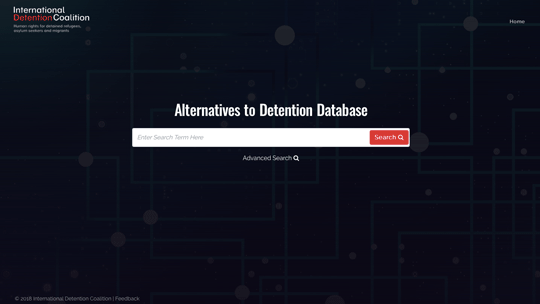 International
Detention Coalition
Human rights for detained refugees,
asylum seekers and migrants
Home
Alternatives to Detention Database
Enter Search Term Here
Search
Advanced Search
© 2018 International Detention Coalition | Feedback